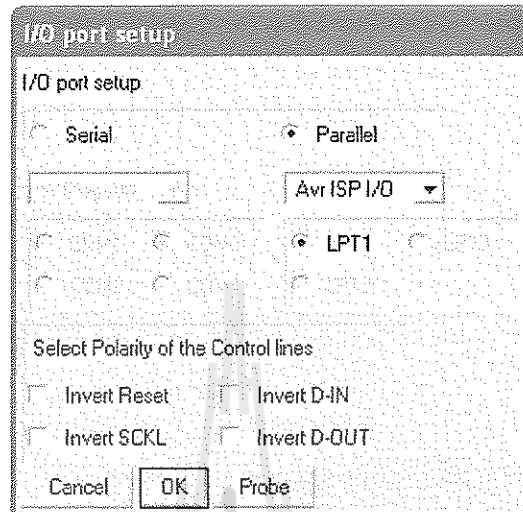 I/O port setup
I/O port setup
Serial Parallel
Avr ISP I/O
LPT1
Select Polarity of the Control lines
Invert Reset Invert D-IN
Invert SCKL Invert D-OUT
Cancel OK Probe